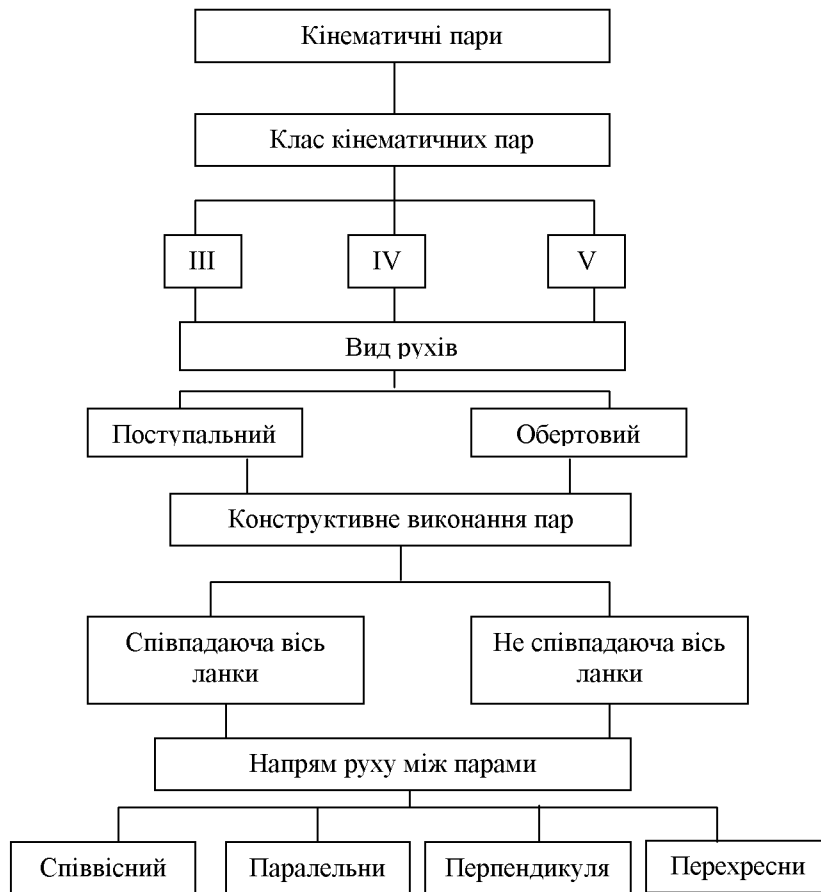 Кінематичні пари
Клас кінематичних пар
III
IV
V
Вид рухів
Поступальний
Обертовий
Конструктивне виконання пар
Співпадаюча вісь
ланки
Не співпадаюча вісь
ланки
Напрям руху між парами
Співвісний
Паралельни
Перпендикуля
Перехресни